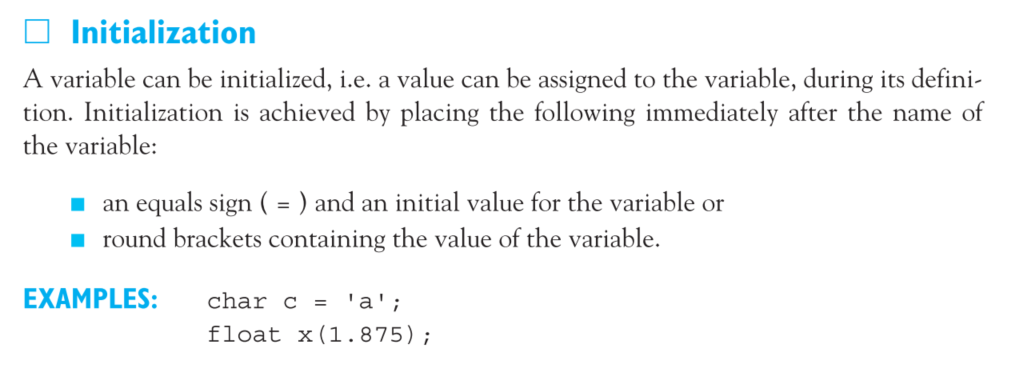 Initialization
A variable can be initialized, i.e. a value can be assigned to the variable, during its defini-
tion. Initialization is achieved by placing the following immediately after the name of
the variable:
■ an equals sign ( = ) and an initial value for the variable or
■ round brackets containing the value of the variable.
EXAMPLES: char c = 'a';
float x(1.875);